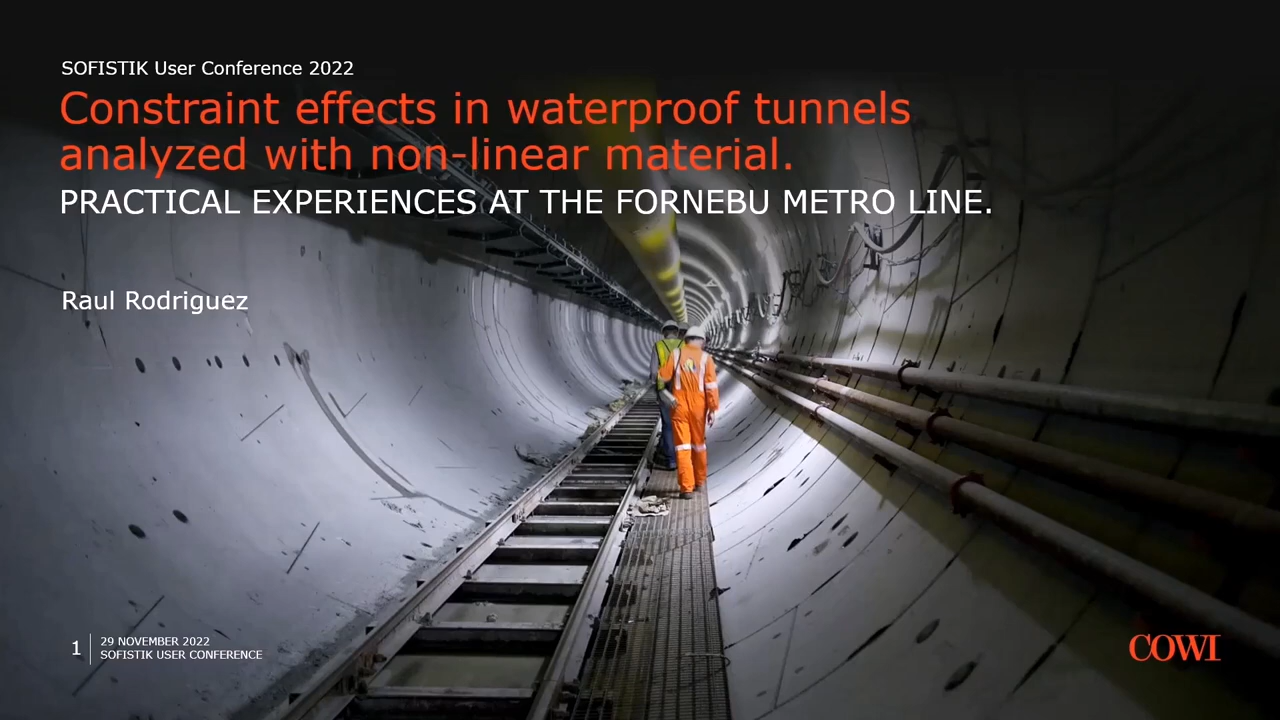 SOFISTIK User Conference 2022
Constraint effects in waterproof tunnels
analyzed with non-linear material.
PRACTICAL EXPERIENCES AT THE FORNEBU METRO LINE.
Raul Rodriguez
1
29 NOVEMBER 2022
SOFISTIK USER CONFERENCE
COWI